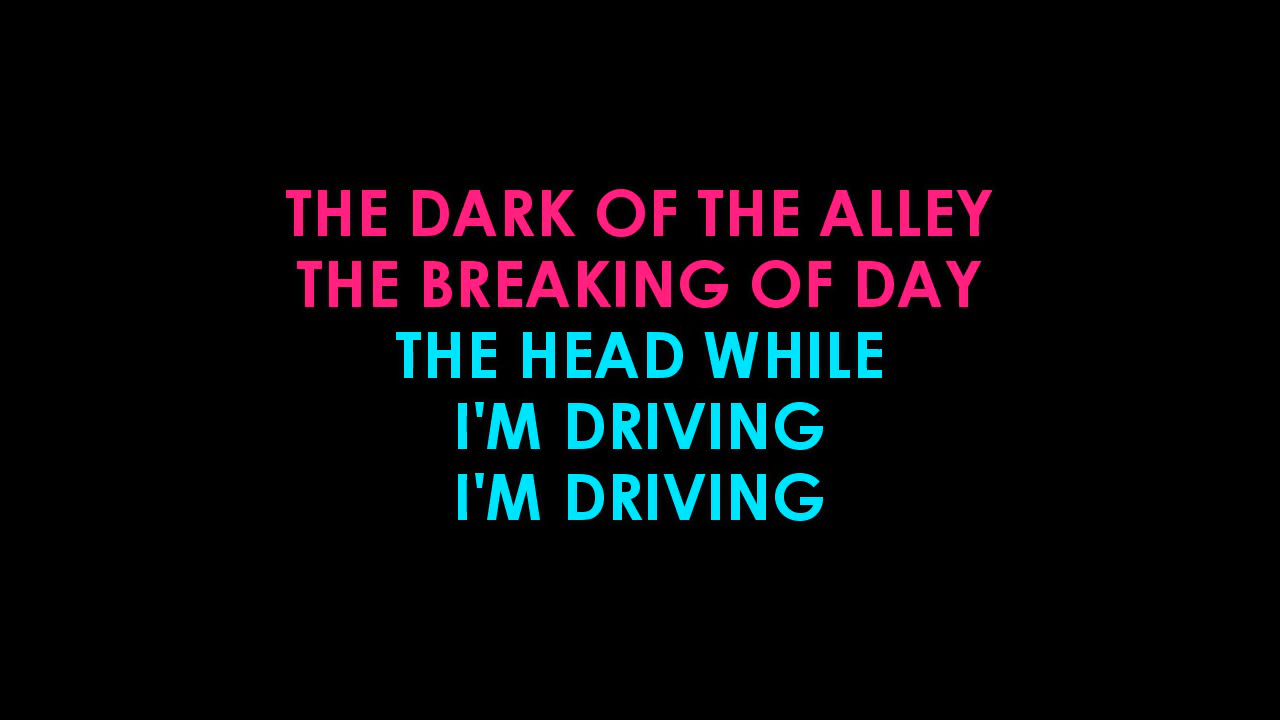 THE DARK OF THE ALLEY
THE BREAKING OF DAY
THE HEAD WHILE
I'M DRIVING
I'M DRIVING